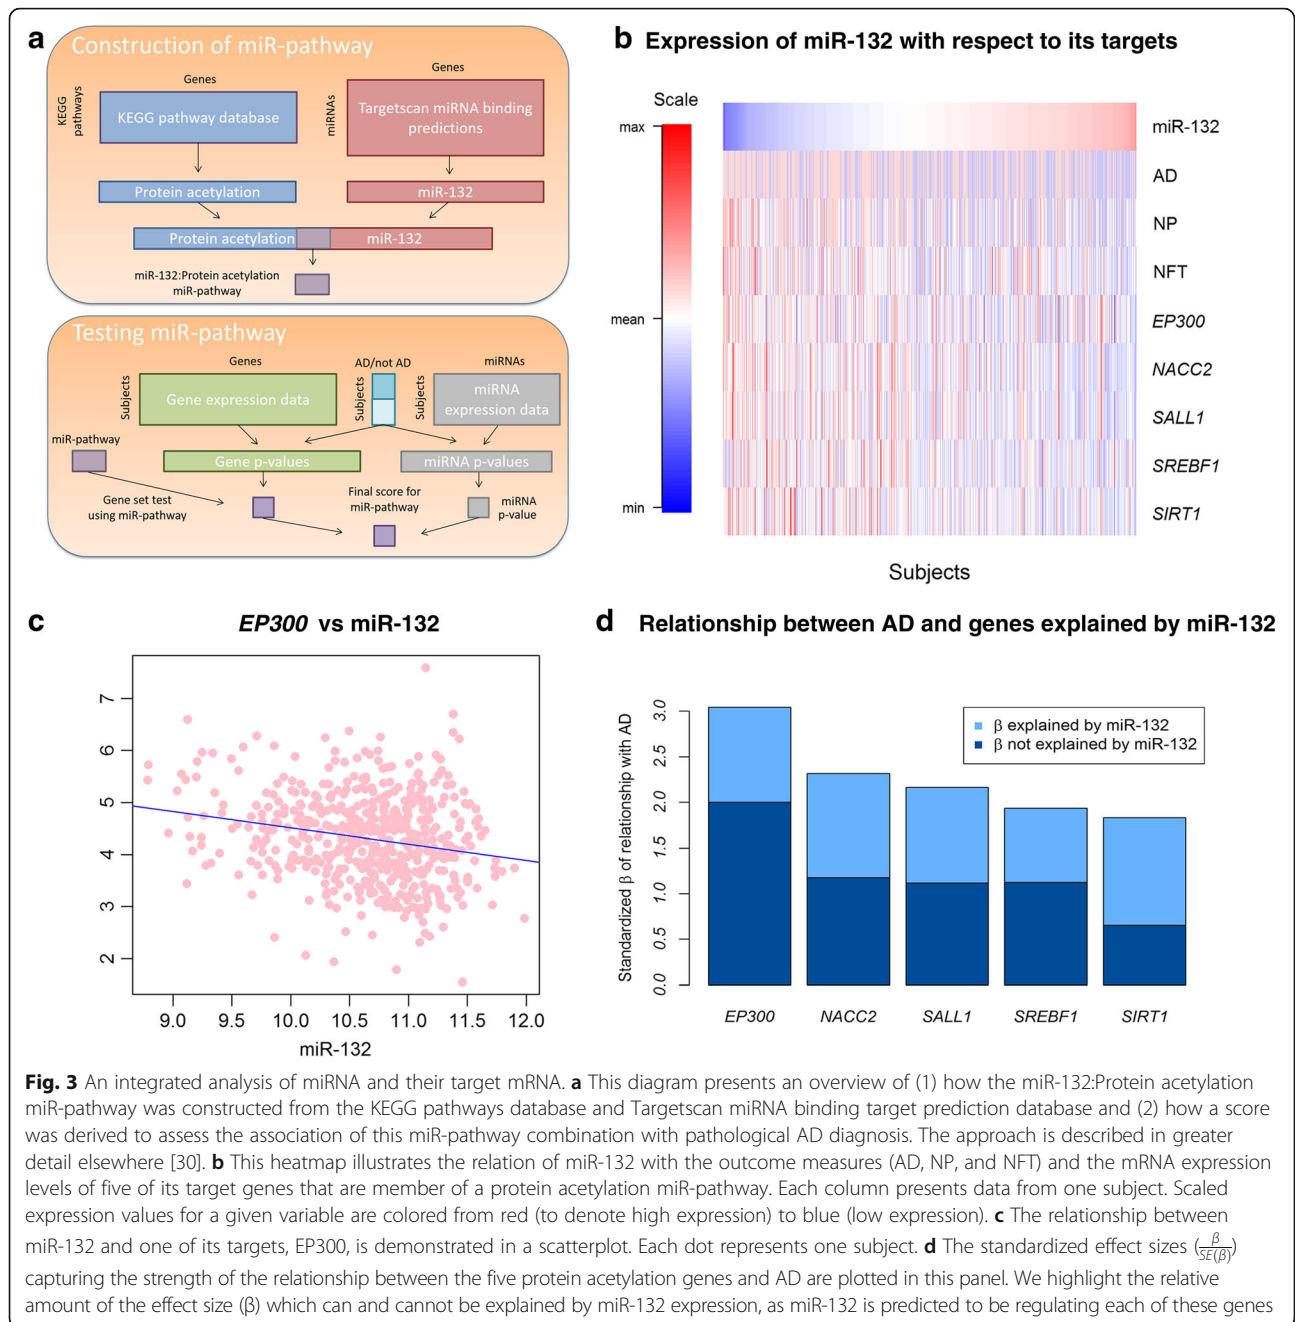 a
Construction of miR-pathway
Genes
KEGG
pathways
KEGG pathway database
Genes
miRNAs
Targetscan miRNA binding
predictions
Protein acetylation
miR-132
Protein acetylation
miR-132
miR-132:Protein acetylation
miR-pathway
Testing miR-pathway
Genes
AD/not AD
miRNAs
Subjects
Gene expression data
Subjects
Subjects
miRNA
expression data
miR-pathway
Gene p-values
miRNA p-values
Gene set test
using miR-pathway
Final score for
miR-pathway
miRNA
p-value
b Expression of miR-132 with respect to its targets
Scale
max
mean
min
miR-132
AD
NP
NFT
EP300
NACC2
SALL1
SREBF1
SIRT1
Subjects
c
EP300 vs miR-132
7
6
5
4
3
2
9.0 9.5 10.0 10.5 11.0 11.5 12.0
miR-132
d Relationship between AD and genes explained by miR-132
Standardized β of relationship with AD
3.0
2.5
2.0
1.5
1.0
0.5
0.0
β explained by miR-132
β not explained by miR-132
EP300 NACC2 SALL1 SREBF1 SIRT1
Fig. 3 An integrated analysis of miRNA and their target mRNA. a This diagram presents an overview of (1) how the miR-132:Protein acetylation
miR-pathway was constructed from the KEGG pathways database and Targetscan miRNA binding target prediction database and (2) how a score
was derived to assess the association of this miR-pathway combination with pathological AD diagnosis. The approach is described in greater
detail elsewhere [30]. b This heatmap illustrates the relation of miR-132 with the outcome measures (AD, NP, and NFT) and the mRNA expression
levels of five of its target genes that are member of a protein acetylation miR-pathway. Each column presents data from one subject. Scaled
expression values for a given variable are colored from red (to denote high expression) to blue (low expression). c The relationship between
miR-132 and one of its targets, EP300, is demonstrated in a scatterplot. Each dot represents one subject. d The standardized effect sizes (β/SE(β))
capturing the strength of the relationship between the five protein acetylation genes and AD are plotted in this panel. We highlight the relative
amount of the effect size (β) which can and cannot be explained by miR-132 expression, as miR-132 is predicted to be regulating each of these genes